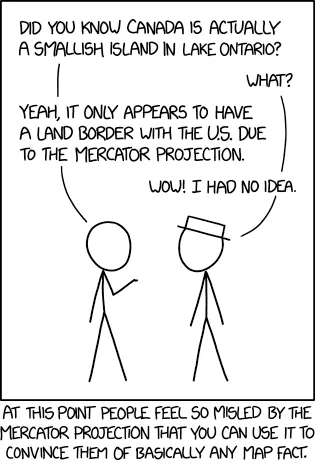 DID YOU KNOW CANADA IS ACTUALLY
A SMALLISH ISLAND IN LAKE ONTARIO?
WHAT?
YEAH, IT ONLY APPEARS TO HAVE
A LAND BORDER WITH THE U.S. DUE
TO THE MERCATOR PROJECTION.
WOW! I HAD NO IDEA.
AT THIS POINT PEOPLE FEEL SO MISLED BY THE
MERCATOR PROJECTION THAT YOU CAN USE IT TO
CONVINCE THEM OF BASICALLY ANY MAP FACT.